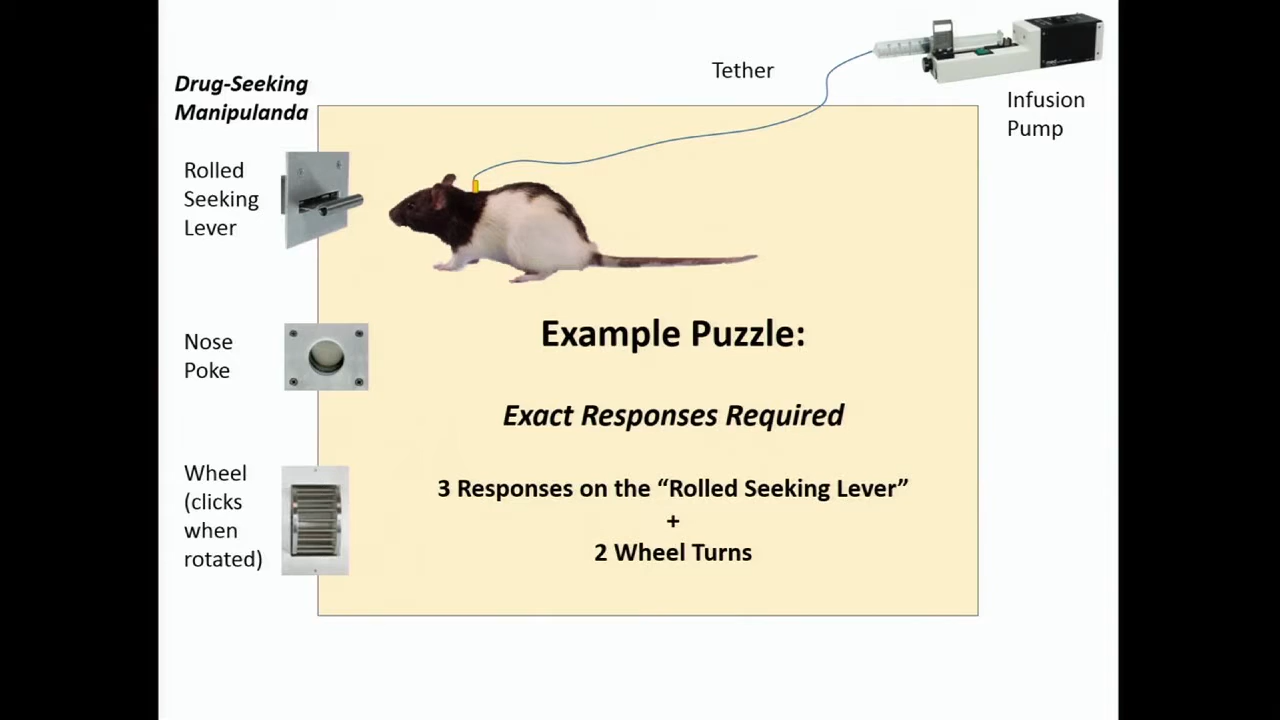 Tether
Drug-Seeking
Manipulanda
Infusion
Pump
Rolled
Seeking
Lever
Nose
Poke
Example Puzzle:
Exact Responses Required
Wheel
(clicks
when
rotated)
3 Responses on the “Rolled Seeking Lever”
+
2 Wheel Turns